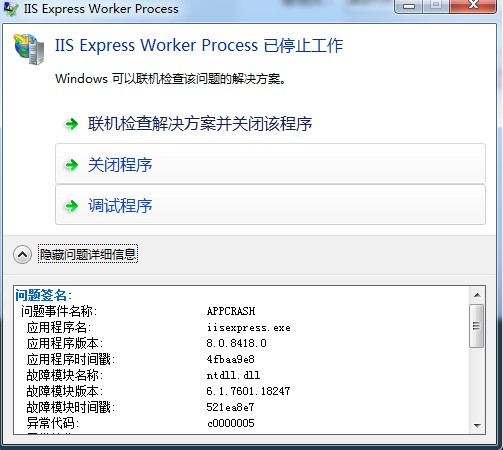 IIS Express Worker Process
IIS Express Worker Process 已停止工作
Windows 可以联机检查该问题的解决方案。
联机检查解决方案并关闭该程序
关闭程序
调试程序
隐藏问题详细信息
问题签名:
问题事件名称: APPCRASH
应用程序名: iisexpress.exe
应用程序版本: 8.0.8418.0
应用程序时间戳: 4fbaa9e8
故障模块名称: ntdll.dll
故障模块版本: 6.1.7601.18247
故障模块时间戳: 521ea8e7
异常代码: c0000005